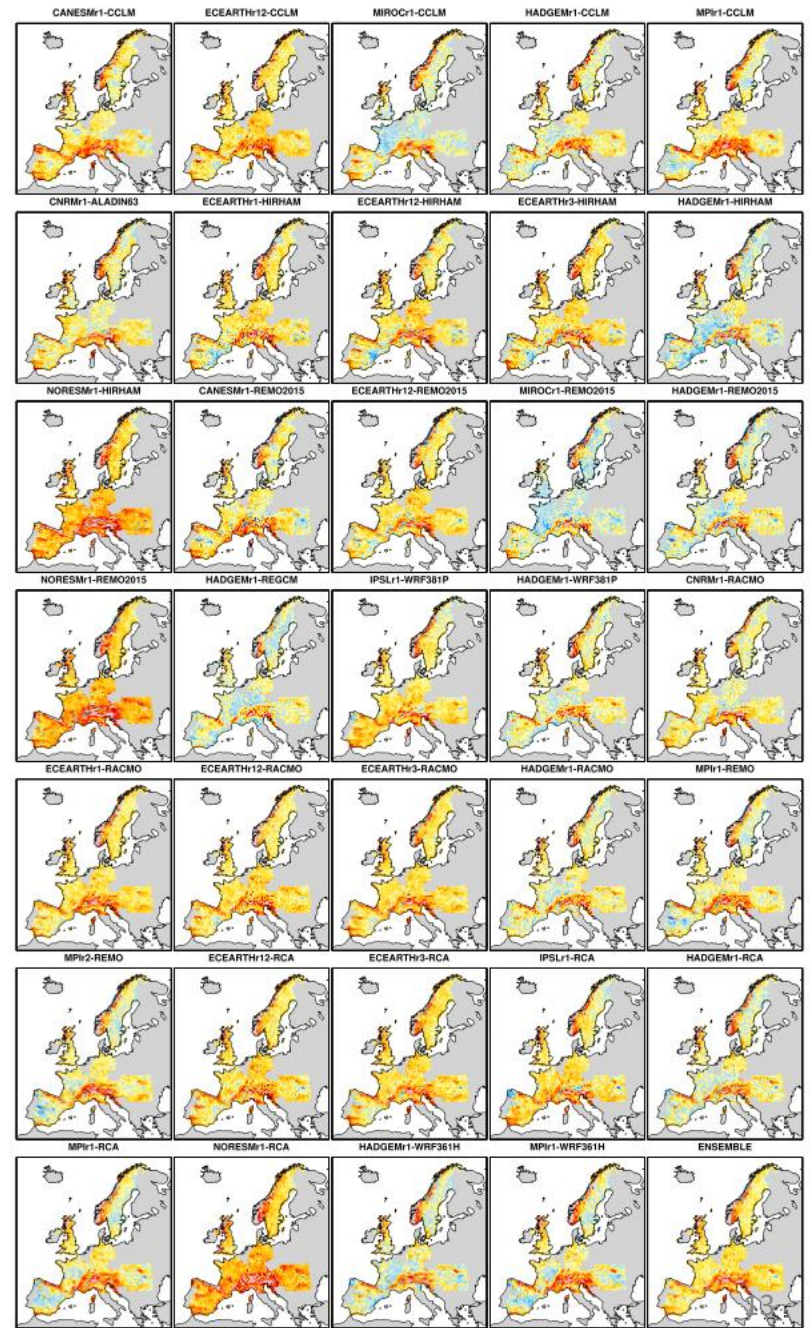 CANESMr1-CCLM ECEARTHr12-CCLM MIROCr1-CCLM HADGEMr1-CCLM MPIr1-CCLM
CNRMr1-ALADIN63 ECEARTHr1-HIRHAM ECEARTHr12-HIRHAM ECEARTHr3-HIRHAM HADGEMr1-HIRHAM
NORESMr1-HIRHAM CANESMr1-REMO2015 ECEARTHr12-REMO2015 MIROCr1-REMO2015 HADGEMr1-REMO2015
NORESMr1-REMO2015 HADGEMr1-REGCM IPSLr1-WRF381P HADGEMr1-WRF381P CNRMr1-RACMO
ECEARTHr1-RACMO ECEARTHr12-RACMO ECEARTHr3-RACMO HADGEMr1-RACMO MPIr1-REMO
MPIr2-REMO ECEARTHr12-RCA ECEARTHr3-RCA IPSLr1-RCA HADGEMr1-RCA
MPIr1-RCA NORESMr1-RCA HADGEMr1-WRF361H MPIr1-WRF361H ENSEMBLE
13